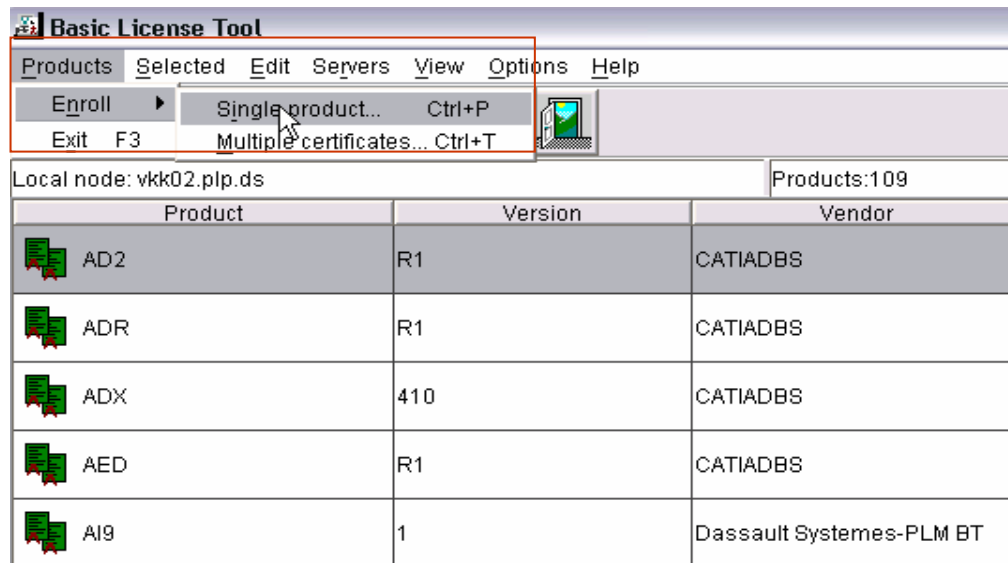 Basic License Tool
Products Selected Edit Servers View Options Help
Enroll Single product... Ctrl+P
Exit F3 Multiple certificates... Ctrl+T
Local node: vkk02.plp.ds Products:109
Product Version Vendor
AD2 R1 CATIADBS
ADR R1 CATIADBS
ADX 410 CATIADBS
AED R1 CATIADBS
AI9 1 Dassault Systemes-PLM BT